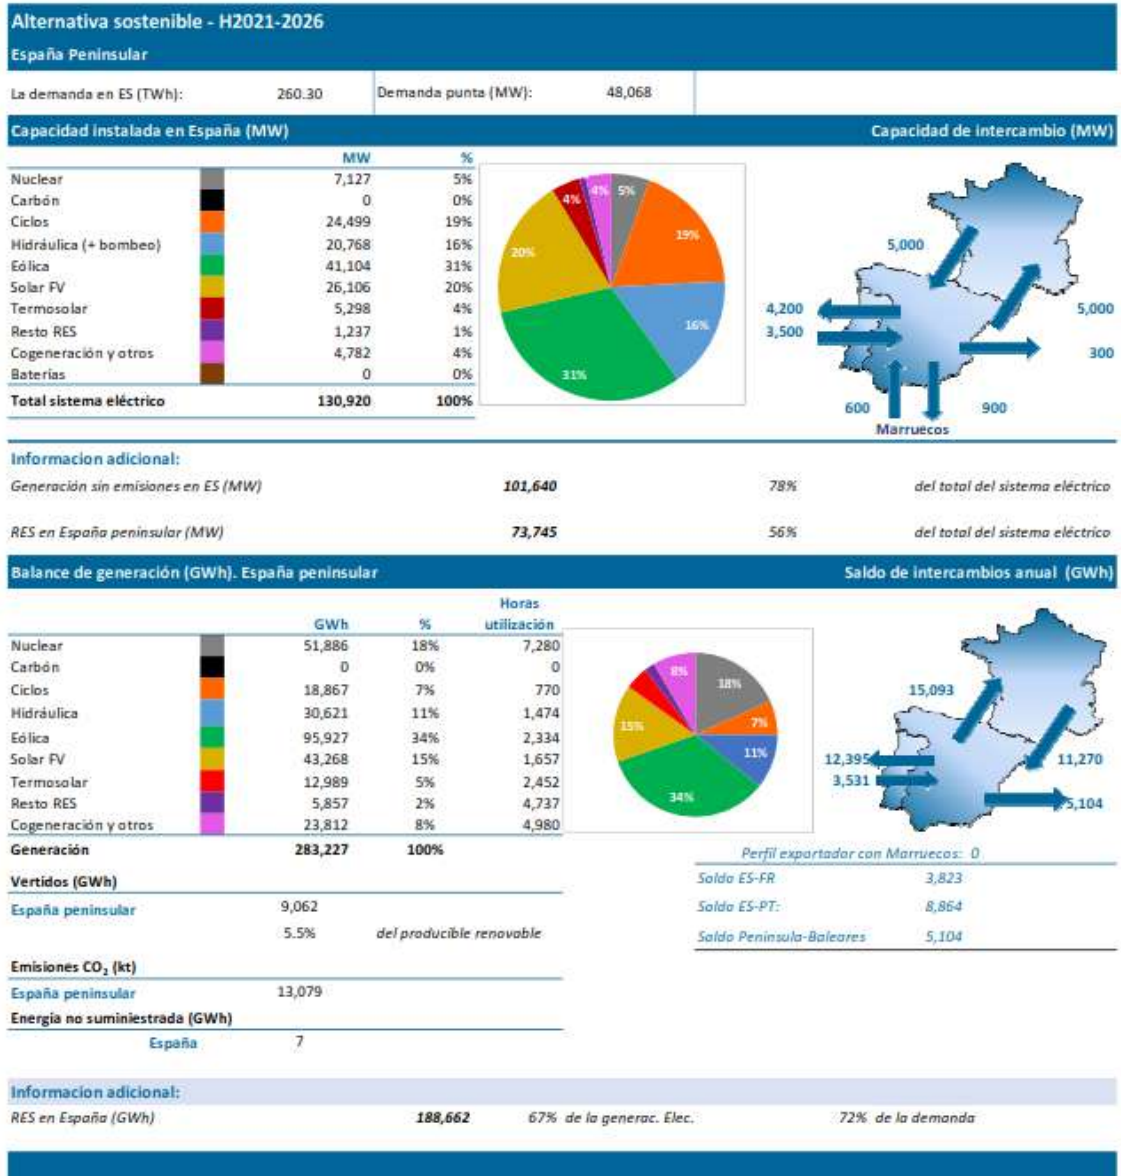 Alternativa sostenible - H2021-2026
España Peninsular
La demanda en ES (TWh): 260.30 Demanda punta (MW): 48,068
Capacidad instalada en España (MW) Capacidad de intercambio (MW)
MW %
Nuclear 7,127 5%
Carbón 0 0%
Ciclos 24,499 19%
Hidráulica (+ bombeo) 20,768 16%
Eólica 41,104 31%
Solar FV 26,106 20%
Termosolar 5,298 4%
Resto RES 1,237 1%
Cogeneración y otros 4,782 4%
Baterías 0 0%
Total sistema eléctrico 130,920 100%
4% 4% 5%
19%
20%
16%
31%
5,000
4,200 5,000
3,500
300
600 900
Marruecos
Informacion adicional:
Generación sin emisiones en ES (MW) 101,640 78% del total del sistema eléctrico
RES en España peninsular (MW) 73,745 56% del total del sistema eléctrico
Balance de generación (GWh). España peninsular Saldo de intercambios anual (GWh)
Horas
GWh % utilización
Nuclear 51,886 18% 7,280
Carbón 0 0% 0
Ciclos 18,867 7% 770
Hidráulica 30,621 11% 1,474
Eólica 95,927 34% 2,334
Solar FV 43,268 15% 1,657
Termosolar 12,989 5% 2,452
Resto RES 5,857 2% 4,737
Cogeneración y otros 23,812 8% 4,980
Generación 283,227 100%
8%
18%
15% 7%
11%
34%
15,093
12,395 11,270
3,531
5,104
Perfil exportador con Marruecos: 0
Saldo ES-FR 3,823
Saldo ES-PT: 8,864
Saldo Peninsula-Baleares 5,104
Vertidos (GWh)
España peninsular 9,062
5.5% del producible renovable
Emisiones CO₂ (kt)
España peninsular 13,079
Energía no suminiestrada (GWh)
España 7
Informacion adicional:
RES en España (GWh) 188,662 67% de la generac. Elec. 72% de la demanda